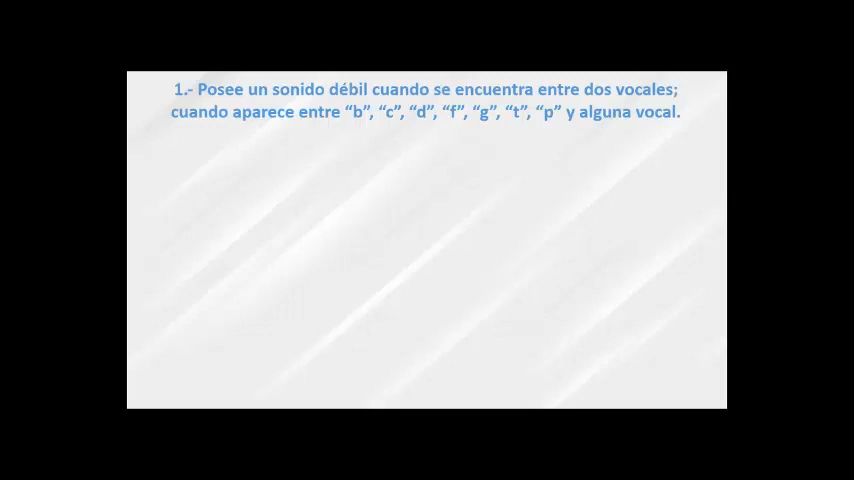 1.- Posee un sonido débil cuando se encuentra entre dos vocales;
cuando aparece entre “b”, “c”, “d”, “f”, “g”, “t”, “p” y alguna vocal.